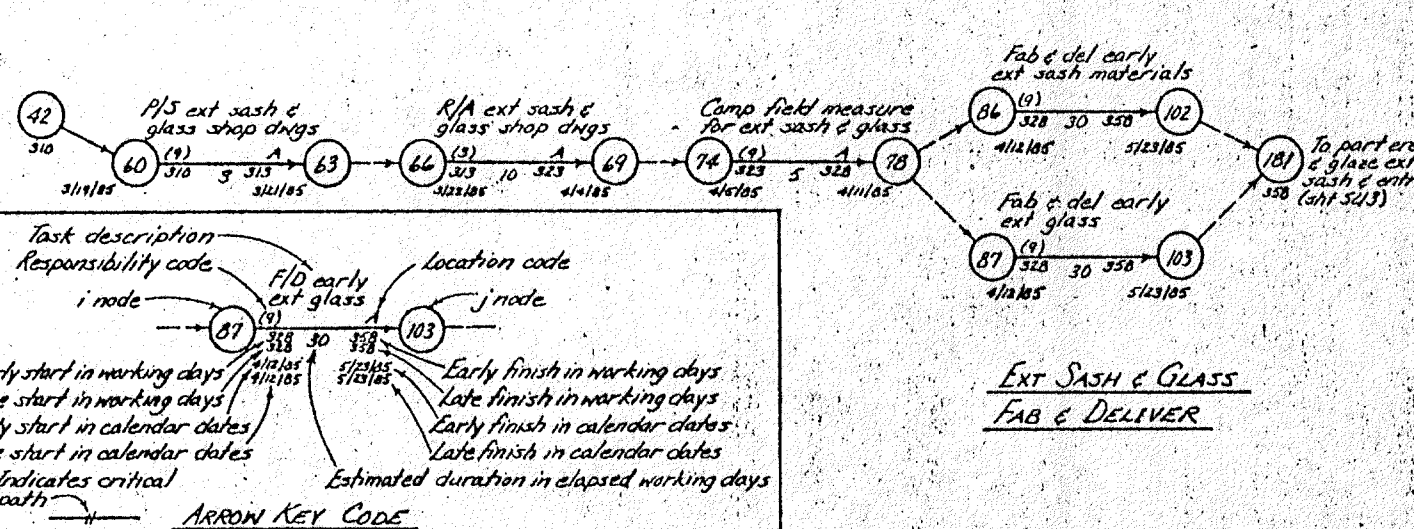 42
310
P/S ext sash &
glass shop dwgs
60
(9)
310
3
A
313
3/19/85
3/21/85
63
R/A ext sash &
glass shop dwgs
66
(3)
313
10
A
323
3/22/85
4/4/85
69
Comp field measure
for ext sash & glass
74
(9)
323
5
A
328
4/5/85
4/11/85
78
Fab & del early
ext sash materials
86
(9)
328 30 358
102
4/12/85
5/23/85
Fab & del early
ext glass
87
(9)
328 30 358
103
4/12/85
5/23/85
181
358
To part
& glaze
sash &
(sht 5413)
Task description
Responsibility code
Location code
F/D early
ext glass
i node
j node
87
(9)
A
103
328 30 358
328 358
4/12/85 5/23/85
4/12/85 5/23/85
start in working days
start in working days
start in calendar dates
start in calendar dates
Early finish in working days
Late finish in working days
Early finish in calendar dates
Late finish in calendar dates
Indicates critical
path
Estimated duration in elapsed working days
ARROW KEY CODE
EXT SASH & GLASS
FAB & DELIVER